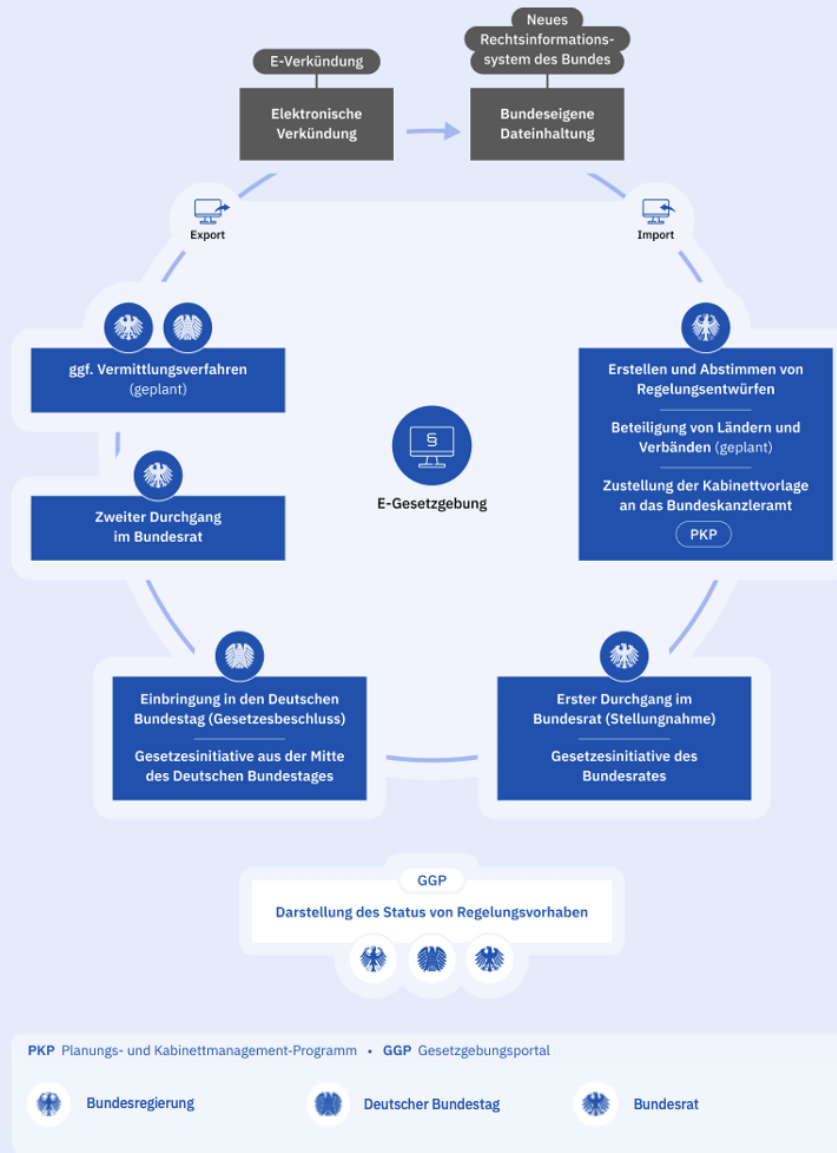 Neues
Rechtsinformations-
system des Bundes
E-Verkündung
Elektronische
Verkündung
Bundeseigene
Dateinhaltung
Export
Import
ggf. Vermittlungsverfahren
(geplant)
Erstellen und Abstimmen von
Regelungsentwürfen
Beteiligung von Ländern und
Verbänden (geplant)
Zustellung der Kabinettvorlage
an das Bundeskanzleramt
PKP
§
E-Gesetzgebung
Zweiter Durchgang
im Bundesrat
Einbringung in den Deutschen
Bundestag (Gesetzesbeschluss)
Gesetzesinitiative aus der Mitte
des Deutschen Bundestages
Erster Durchgang im
Bundesrat (Stellungnahme)
Gesetzesinitiative des
Bundesrates
GGP
Darstellung des Status von Regelungsvorhaben
PKP Planungs- und Kabinettmanagement-Programm • GGP Gesetzgebungsportal
Bundesregierung
Deutscher Bundestag
Bundesrat